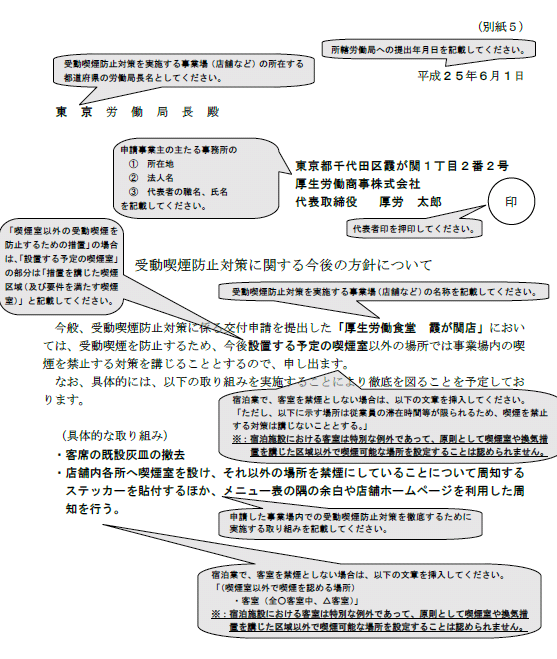 （別紙５）
所轄労働局への提出年月日を記載してください。
受動喫煙防止対策を実施する事業場（店舗など）の所在する
都道府県の労働局長名としてください。
平成２５年６月１日
東 京 労 働 局 長 殿
申請事業主の主たる事務所の
① 所在地
② 法人名
③ 代表者の職名、氏名
を記載してください。
東京都千代田区霞が関１丁目２番２号
厚生労働商事株式会社
代表取締役 厚労 太郎
印
代表者印を押印してください。
「喫煙室以外の受動喫煙を
防止するための措置」の場合
は、「設置する予定の喫煙室」
の部分は「措置を講じた喫煙
区域（及び要件を満たす喫煙
室）」と記載してください。
受動喫煙防止対策に関する今後の方針について
受動喫煙防止対策を実施する事業場（店舗など）の名称を記載してください。
今般、受動喫煙防止対策に係る交付申請を提出した「厚生労働食堂 霞が関店」におい
ては、受動喫煙を防止するため、今後設置する予定の喫煙室以外の場所では事業場内の喫
煙を禁止する対策を講じることとするので、申し出ます。
なお、具体的には、以下の取り組みを実施することにより徹底を図ることを予定してお
ります。
宿泊業で、客室を禁煙としない場合は、以下の文章を挿入してください。
「ただし、以下に示す場所は従業員の滞在時間等が限られるため、喫煙を禁止
する対策は講じないこととする。」
※：宿泊施設における客室は特別な例外であって、原則として喫煙室や換気措
置を講じた区域以外で喫煙可能な場所を設定することは認められません。
（具体的な取り組み）
・客席の既設灰皿の撤去
・店舗内各所へ喫煙室を設け、それ以外の場所を禁煙にしていることについて周知する
ステッカーを貼付するほか、メニュー表の隅の余白や店舗ホームページを利用した周
知を行う。
申請した事業場内での受動喫煙防止対策を徹底するために
実施する取り組みを記載してください。
宿泊業で、客室を禁煙としない場合は、以下の文章を挿入してください。
「（喫煙室以外で喫煙を認める場所）
・客室（全〇客室中、△客室）」
※：宿泊施設における客室は特別な例外であって、原則として喫煙室や換気措
置を講じた区域以外で喫煙可能な場所を設定することは認められません。